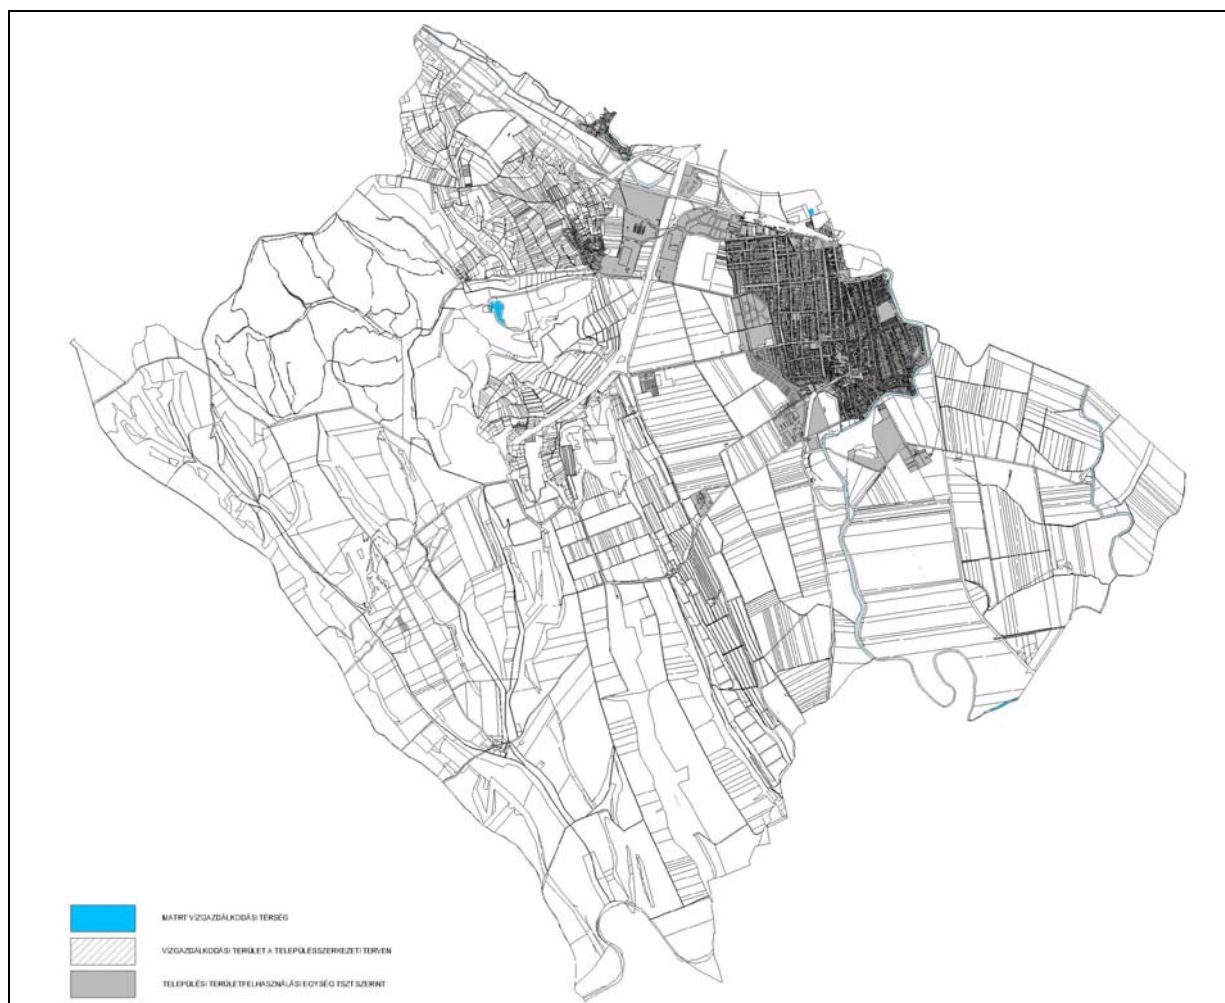 MATRT VÍZGAZDÁLKODÁSI TÉRSÉG
VÍZGAZDÁLKODÁSI TERÜLET A TELEPÜLÉSSZERKEZETI TERVEN
TELEPÜLÉSI TERÜLETFELHASZNÁLÁSI EGYSÉG TSZT SZERINT